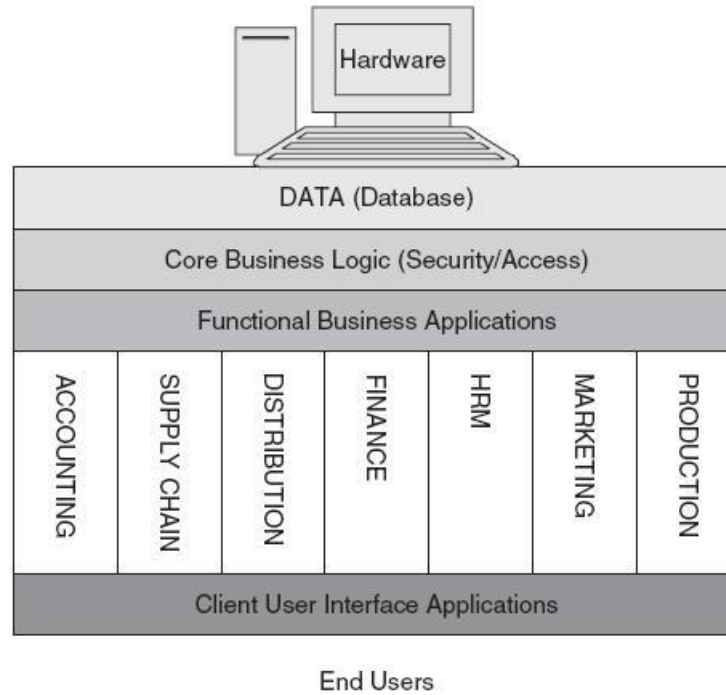 Hardware
DATA (Database)
Core Business Logic (Security/Access)
Functional Business Applications
ACCOUNTING
SUPPLY CHAIN
DISTRIBUTION
FINANCE
HRM
MARKETING
PRODUCTION
Client User Interface Applications
End Users